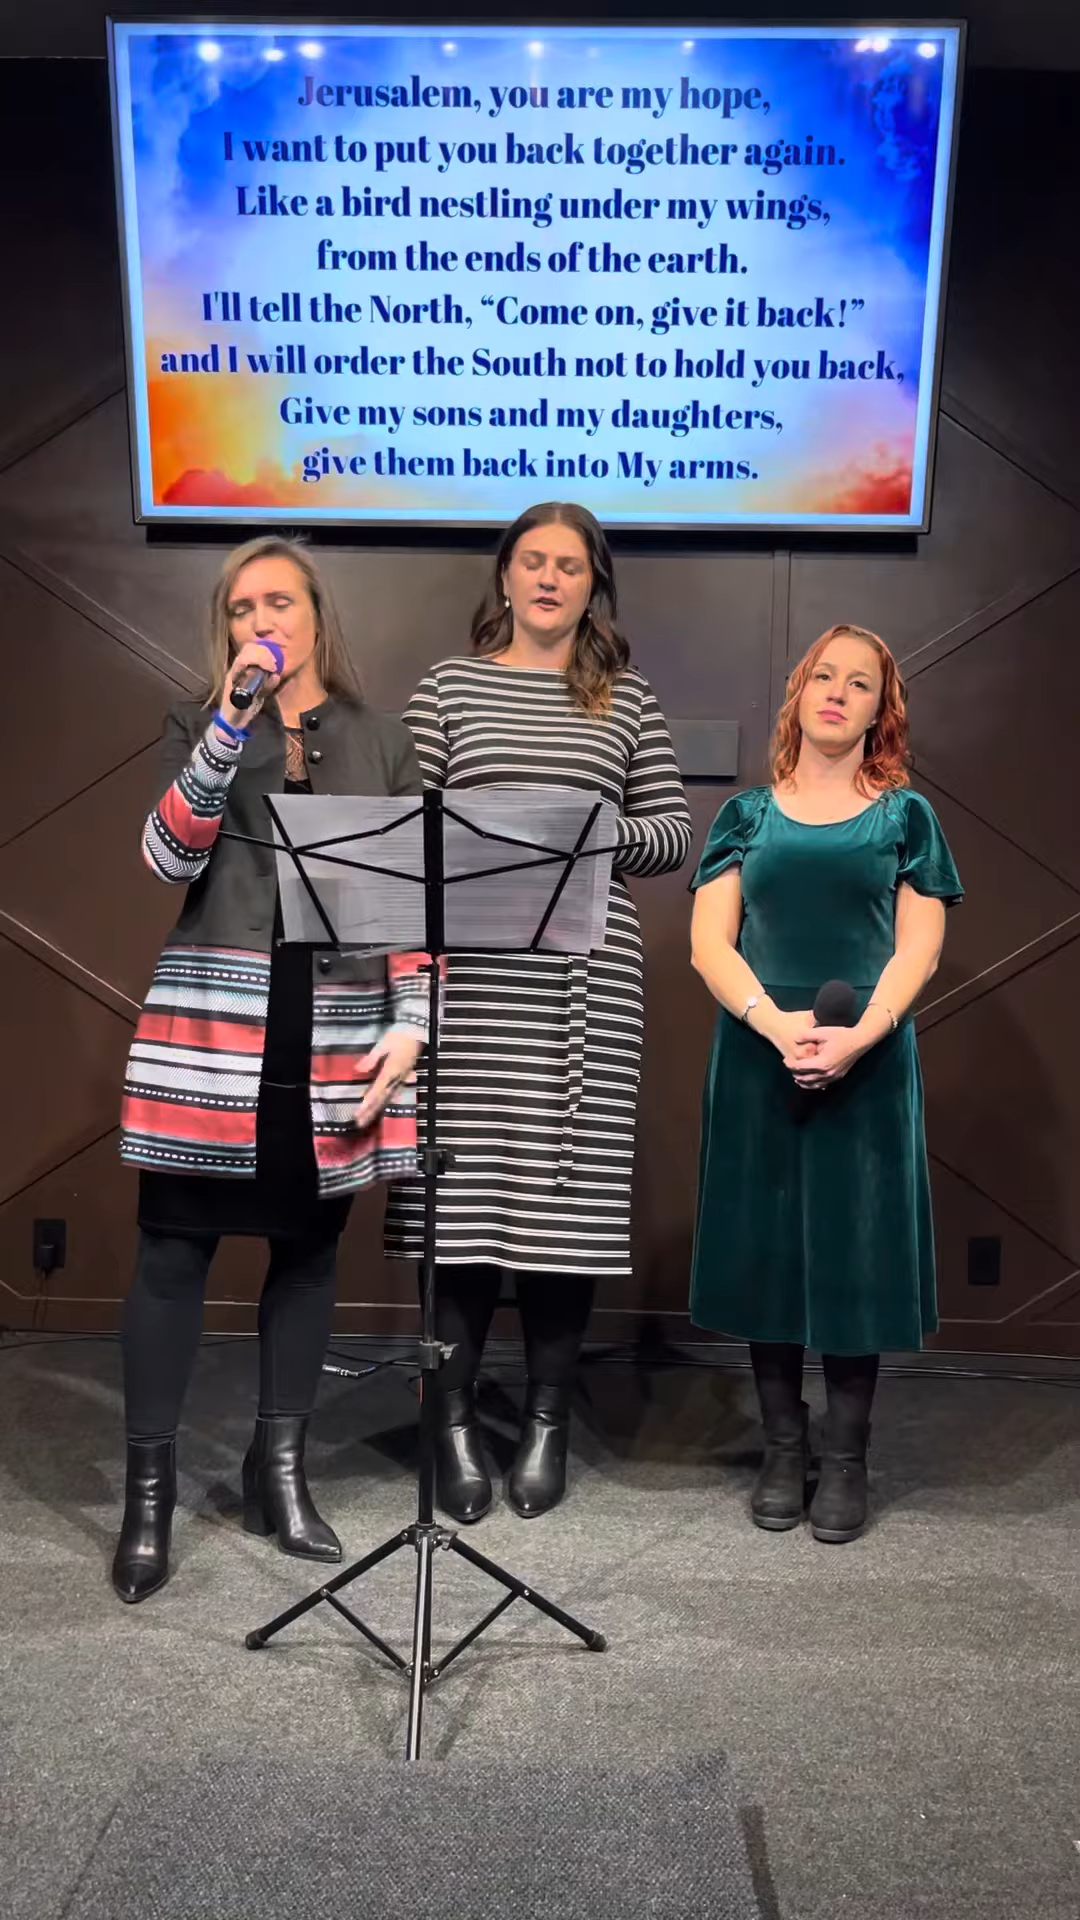 Jerusalem, you are my hope,
I want to put you back together again.
Like a bird nestling under my wings,
from the ends of the earth.
I'll tell the North, “Come on, give it back!”
and I will order the South not to hold you back,
Give my sons and my daughters,
give them back into My arms.